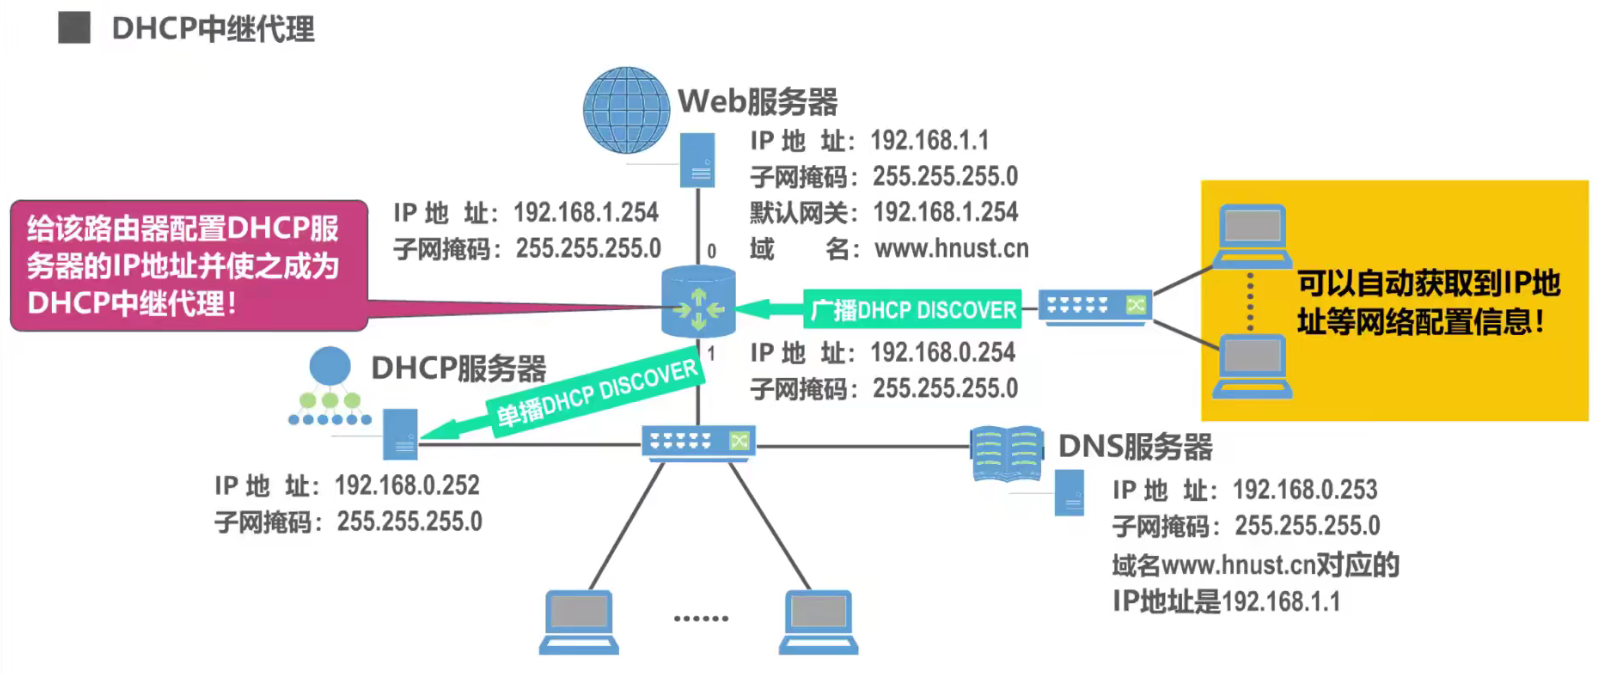 DHCP中继代理
Web服务器
IP 地 址：192.168.1.1
子网掩码：255.255.255.0
默认网关：192.168.1.254
域 名：www.hnust.cn
IP 地 址：192.168.1.254
子网掩码：255.255.255.0
0
给该路由器配置DHCP服
务器的IP地址并使之成为
DHCP中继代理！
广播DHCP DISCOVER
可以自动获取到IP地
址等网络配置信息！
1
IP 地 址：192.168.0.254
子网掩码：255.255.255.0
DHCP服务器
单播DHCP DISCOVER
IP 地 址：192.168.0.252
子网掩码：255.255.255.0
DNS服务器
IP 地 址：192.168.0.253
子网掩码：255.255.255.0
域名www.hnust.cn对应的
IP地址是192.168.1.1
······